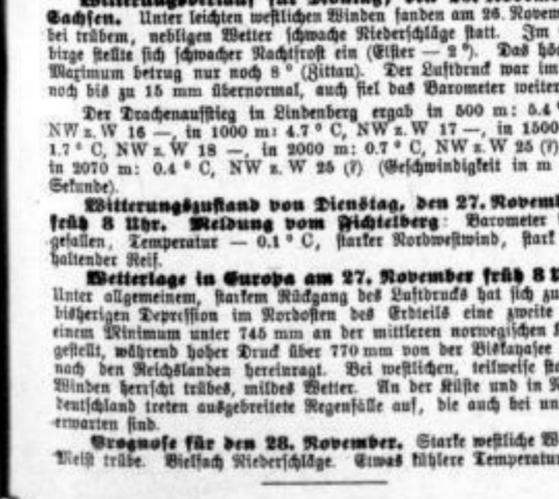 Witterungsverlauf für Montag, den 26. Novem
Sachsen. Unter leichten westlichen Winden fanden am 26. Novem
bei trübem, nebligen Wetter schwache Niederschläge statt. Im
birge stellte sich schwacher Nachtfrost ein (Elster — 2 °). Das hö
Maximum betrug nur noch 8 ° (Zittau). Der Luftdruck war im
noch bis zu 15 mm übernormal, auch fiel das Barometer weiter
Der Drachenaufstieg in Lindenberg ergab in 500 m: 5.4
NW z. W 16 —, in 1000 m: 4.7 ° C, NW z. W 17 —, in 1500
1.7 ° C, NW z. W 18 —, in 2000 m: 0.7 ° C, NW z. W 25 (?)
in 2070 m: 0.4 ° C, NW z. W 25 (?) (Geschwindigkeit in m
Sekunde).
Witterungszustand von Dienstag, den 27. Novemb
früh 8 Uhr. Meldung vom Fichtelberg: Barometer
gefallen, Temperatur — 0.1 ° C, starker Nordwestwind, stark
haltender Reif.
Wetterlage in Europa am 27. November früh 8 U
Unter allgemeinem, starkem Rückgang des Luftdrucks hat sich zu
bisherigen Depression im Nordosten des Erdteils eine zweite
einem Minimum unter 745 mm an der mittleren norwegischen
gestellt, während hoher Druck über 770 mm von der Biskayasee
nach den Reichslanden hereinragt. Bei westlichen, teilweise sta
Winden herrscht trübes, mildes Wetter. An der Küste und in
deutschland treten ausgebreitete Regenfälle auf, die auch bei un
erwarten sind.
Prognose für den 28. November. Starke westliche W
Meist trübe. Vielfach Niederschläge. Etwas kühlere Temperatur